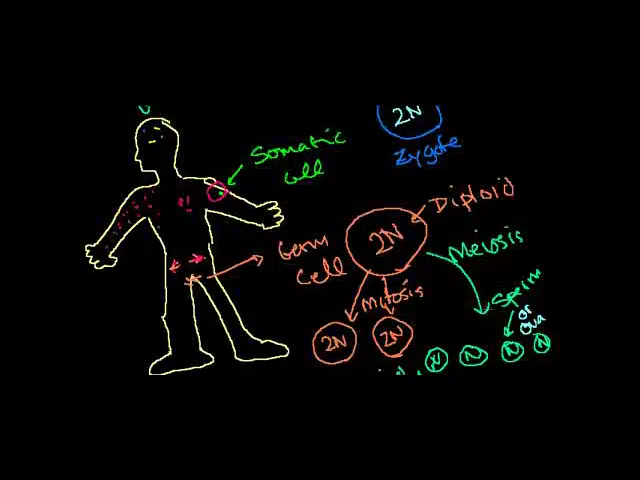 2N
Zygote
Somatic
Cell
Diploid
Germ
Cell
2N
Meiosis
Mitosis
Sperm
or
Ova
2N
2N
N
N
N
N